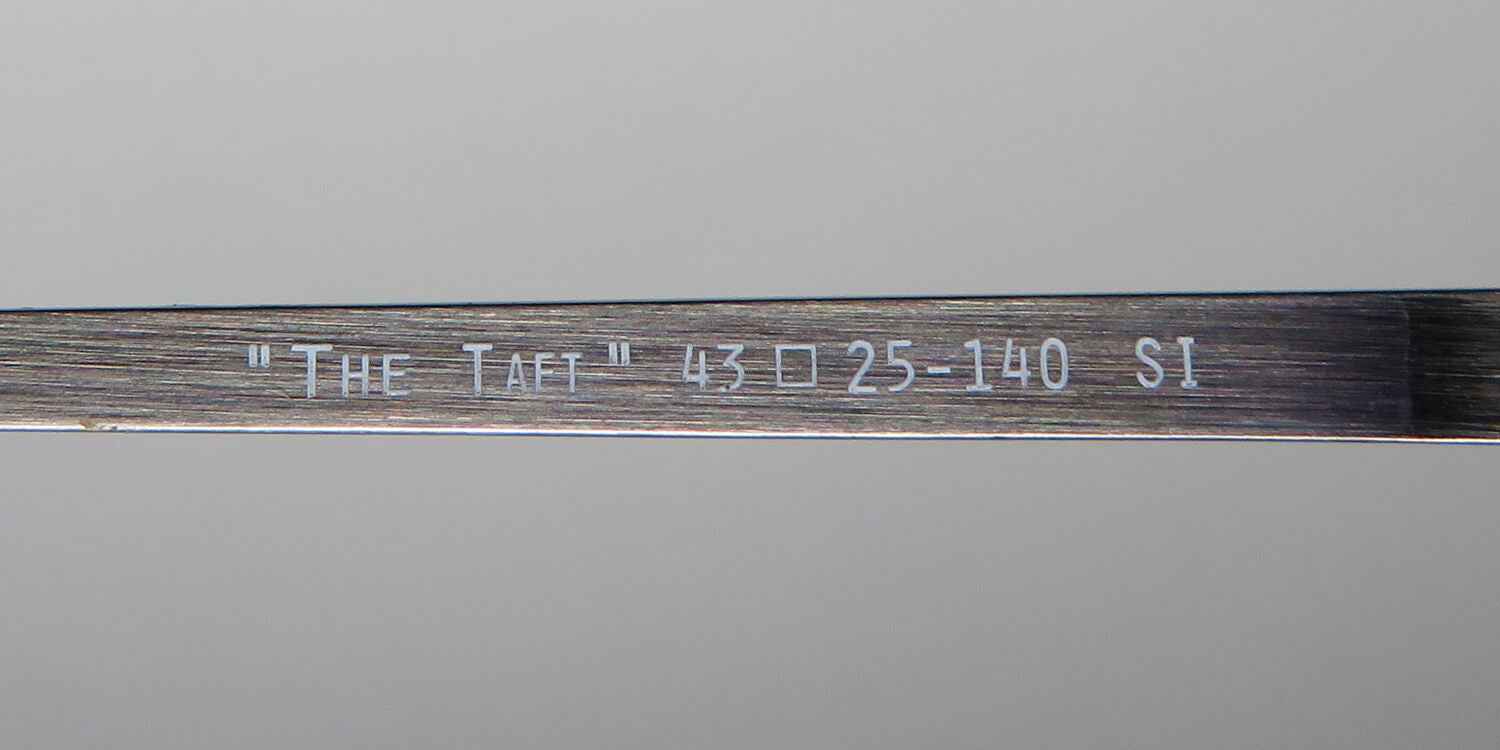 "THE TAFT" 43□25-140 SI